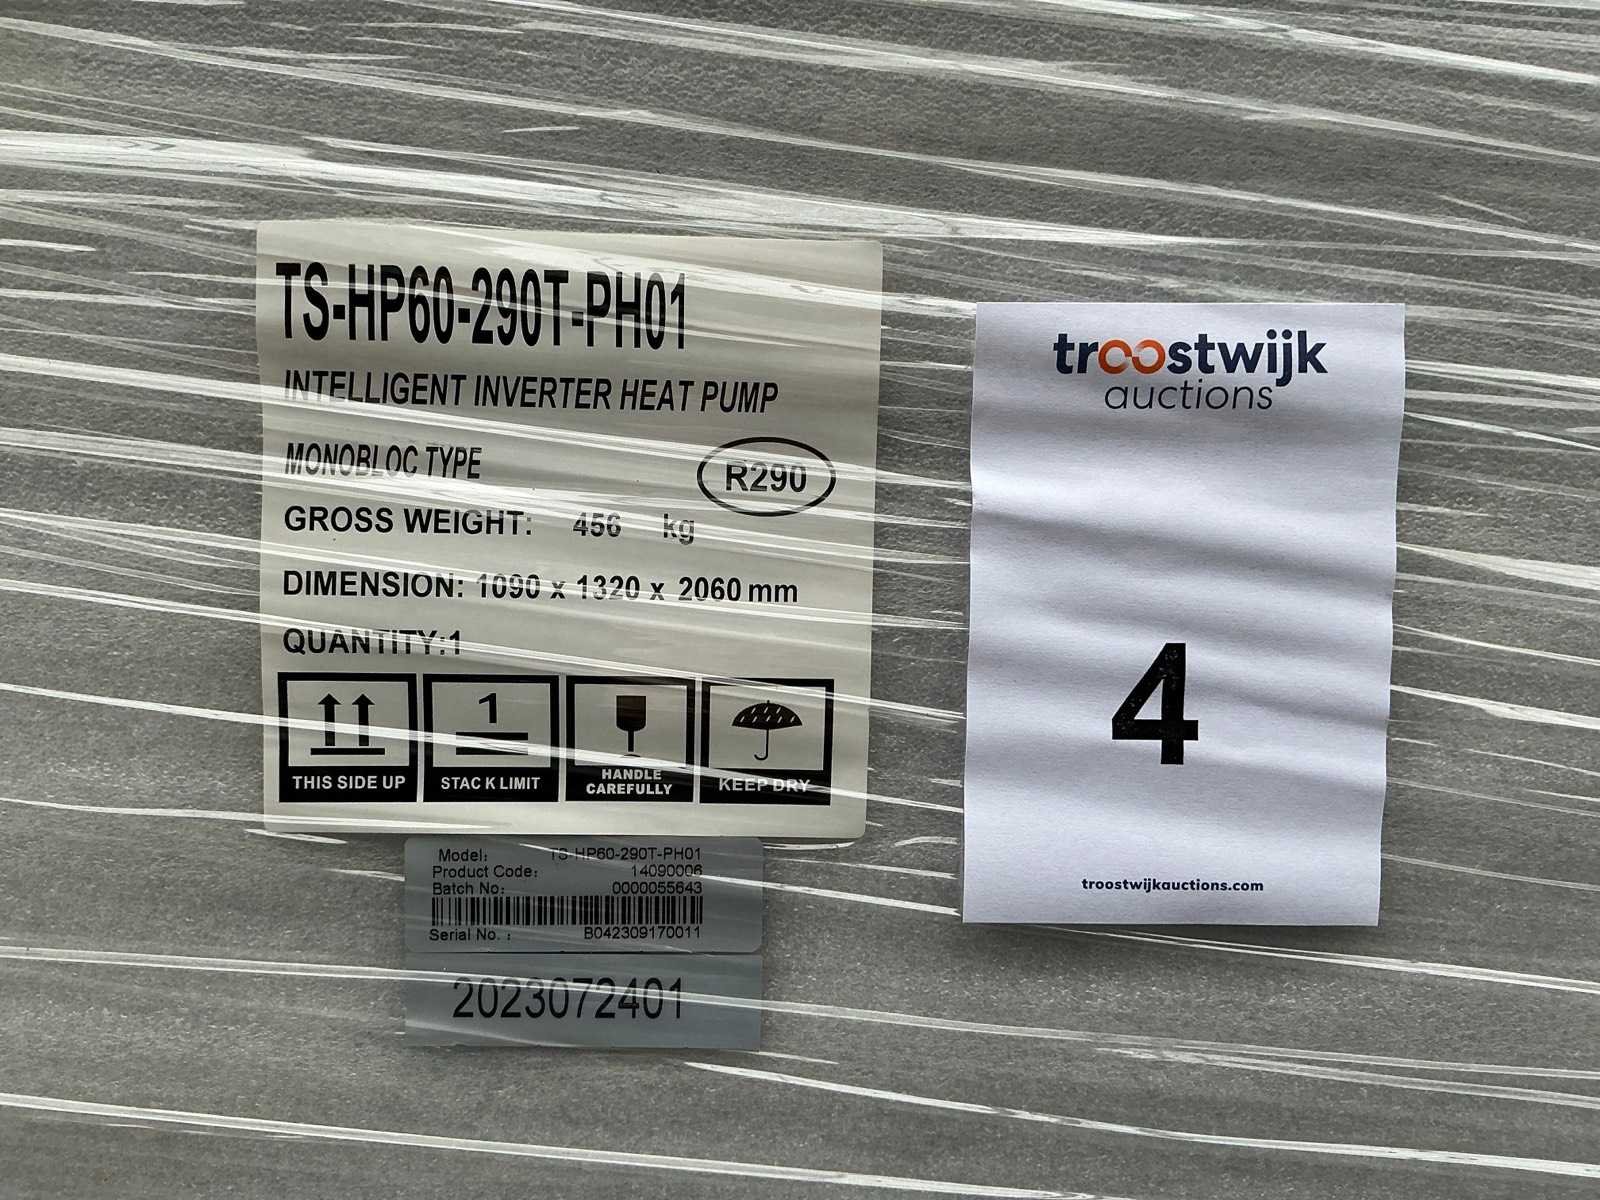 TS-HP60-290T-PH01
INTELLIGENT INVERTER HEAT PUMP
MONOBLOC TYPE
R290
GROSS WEIGHT: 456 kg
DIMENSION: 1090 x 1320 x 2060 mm
QUANTITY:1
1
THIS SIDE UP
STACK LIMIT
HANDLE
CAREFULLY
KEEP DRY
Model: TS-HP60-290T-PH01
Product Code: 14090006
Batch No: 0000055643
Serial No. : B042309170011
2023072401
troostwijk
auctions
4
troostwijkauctions.com